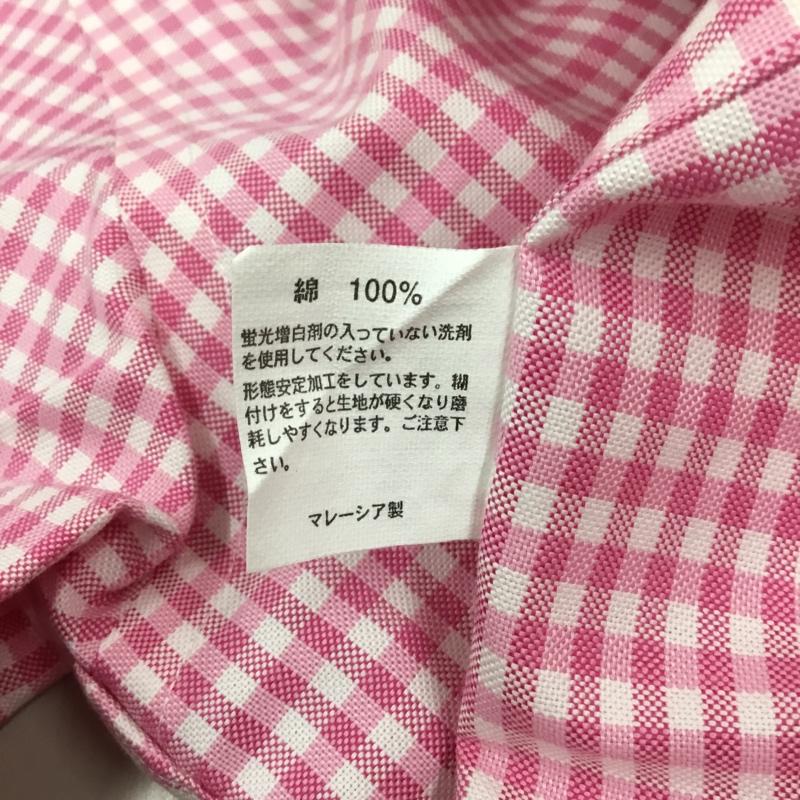 綿 100%
蛍光増白剤の入っていない洗剤
を使用してください。
形態安定加工をしています。糊
付けをすると生地が硬くなり磨
耗しやすくなります。ご注意下
さい。
マレーシア製